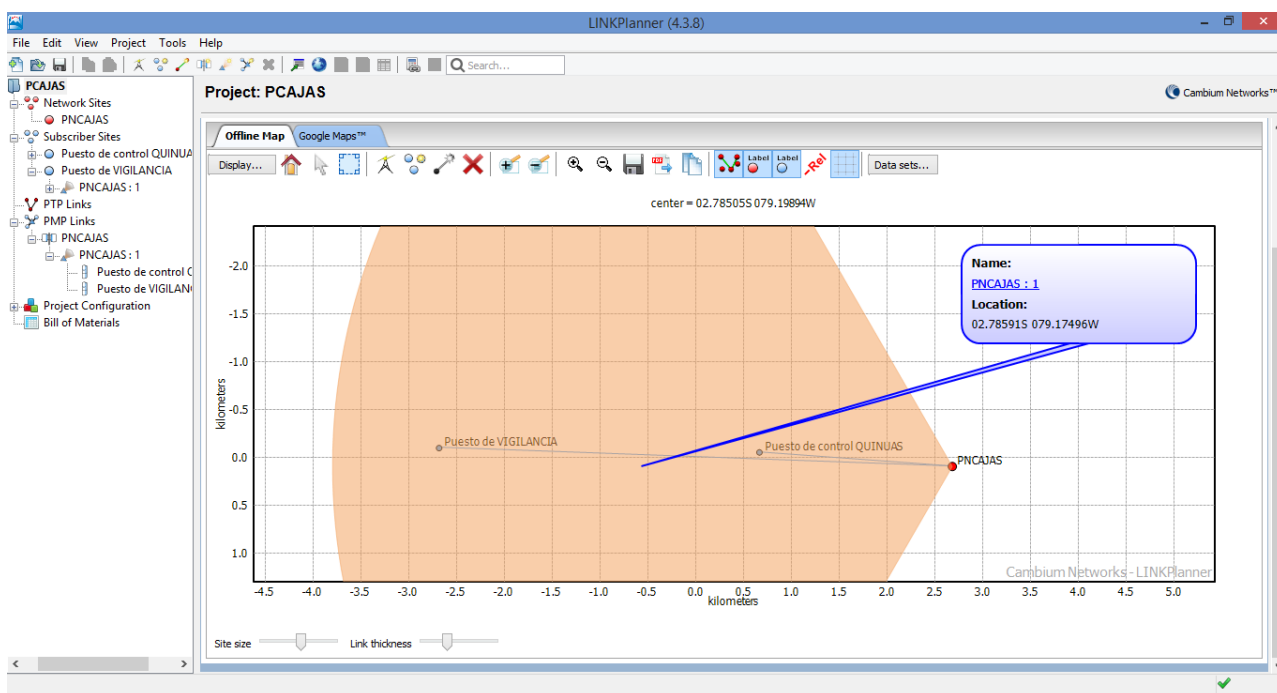 LINKPlanner (4.3.8)
File Edit View Project Tools Help
Search...
PCAJAS
Network Sites
PNCAJAS
Subscriber Sites
Puesto de control QUINUA
Puesto de VIGILANCIA
PNCAJAS : 1
PTP Links
PMP Links
PNCAJAS
PNCAJAS : 1
Puesto de control
Puesto de VIGILAN
Project Configuration
Bill of Materials
Project: PCAJAS
Cambium Networks™
Offline Map Google Maps™
Display... Label Label -Rel Data sets...
center = 02.78505S 079.19894W
Name:
PNCAJAS : 1
Location:
02.78591S 079.17496W
-2.0
-1.5
-1.0
-0.5
0.0
0.5
1.0
kilometers
Puesto de VIGILANCIA
Puesto de control QUINUAS
PNCAJAS
Cambium Networks - LINKPlanner
-4.5 -4.0 -3.5 -3.0 -2.5 -2.0 -1.5 -1.0 -0.5 0.0 0.5 1.0 1.5 2.0 2.5 3.0 3.5 4.0 4.5 5.0
kilometers
Site size Link thickness